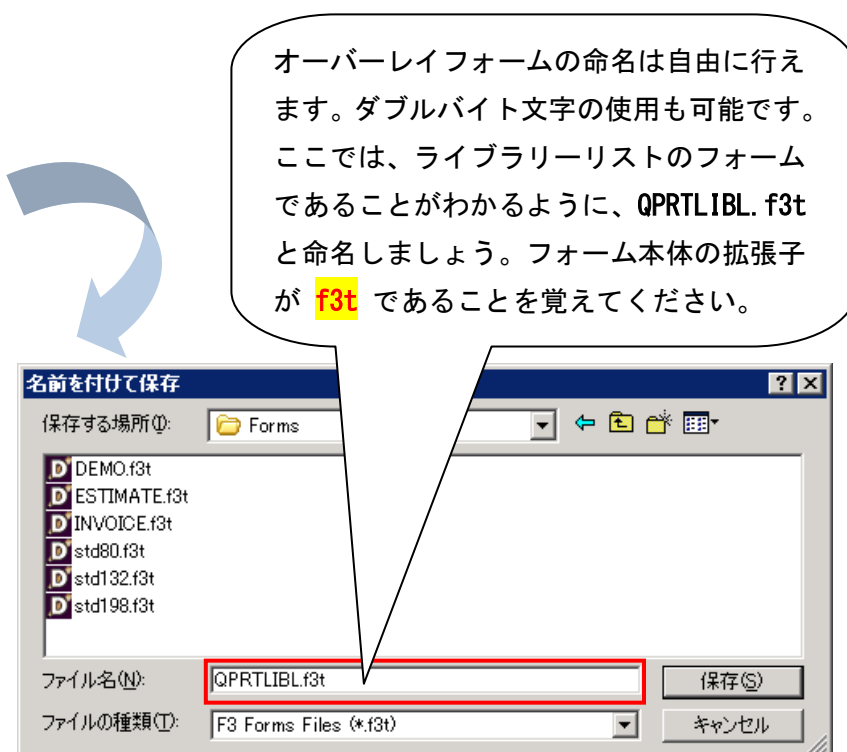 オーバーレイフォームの命名は自由に行え
ます。ダブルバイト文字の使用も可能です。
ここでは、ライブラリーリストのフォーム
であることがわかるように、QPRTLIBL.f3t
と命名しましょう。フォーム本体の拡張子
が f3t であることを覚えてください。
名前を付けて保存
保存する場所(I):
Forms
DEMO.f3t
ESTIMATE.f3t
INVOICE.f3t
std80.f3t
std132.f3t
std198.f3t
ファイル名(N):
QPRTLIBL.f3t
保存(S)
ファイルの種類(T):
F3 Forms Files (*.f3t)
キャンセル